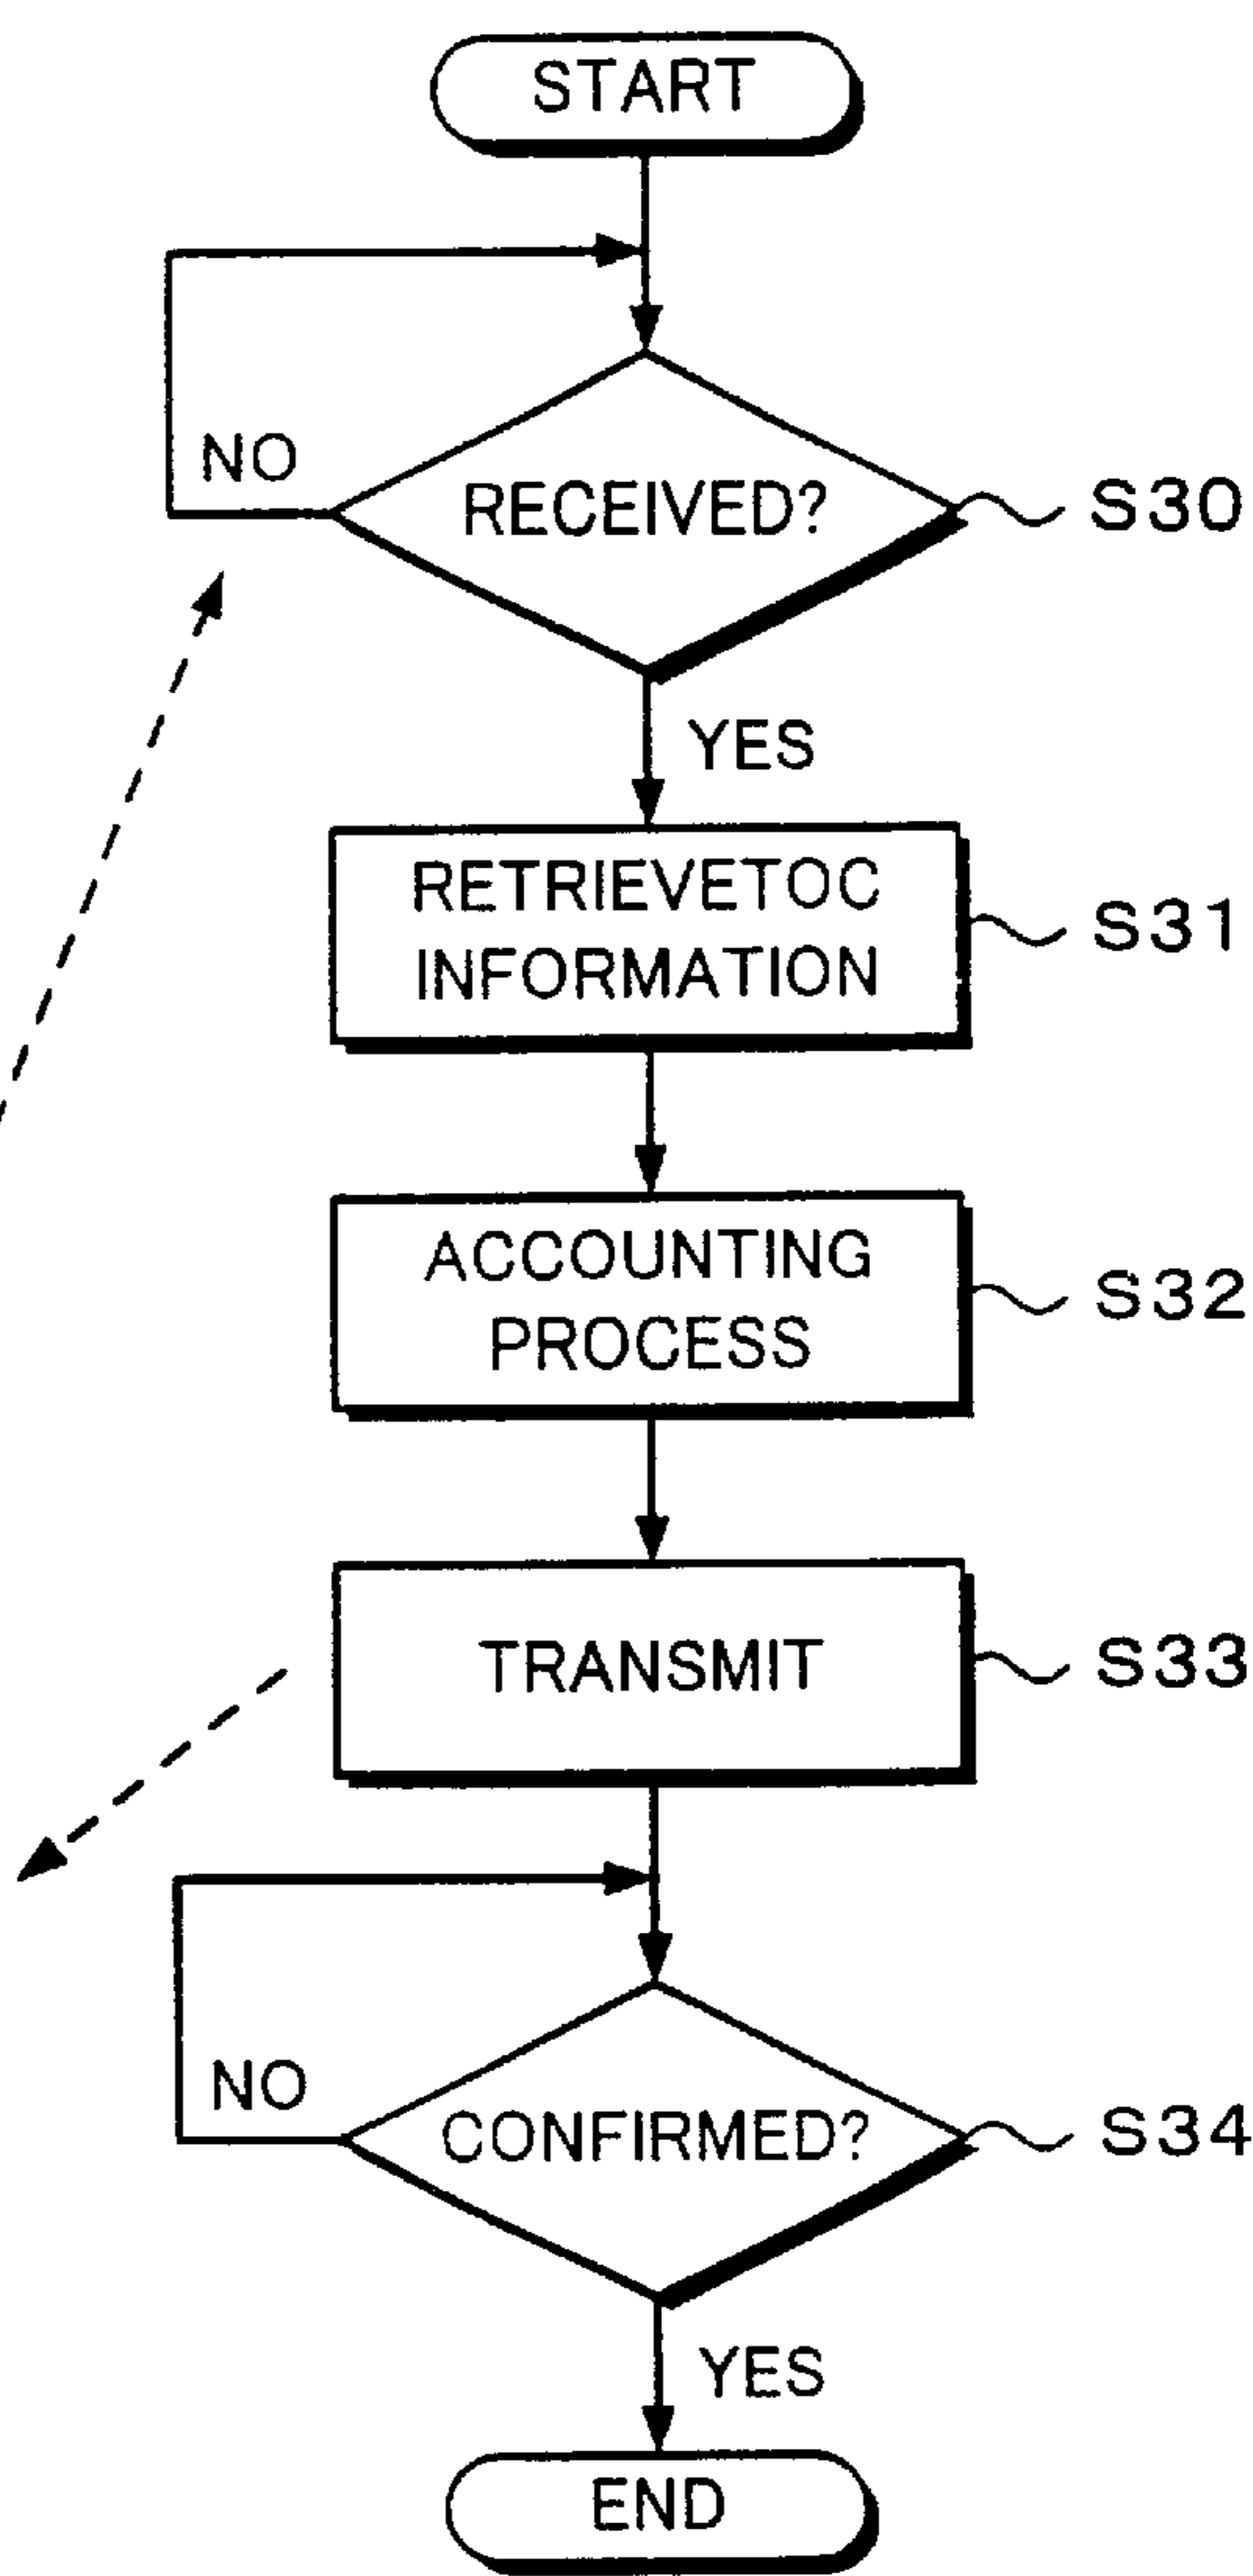 START
NO
RECEIVED?
S30
YES
RETRIEVETOC
INFORMATION
S31
ACCOUNTING
PROCESS
S32
TRANSMIT
S33
NO
CONFIRMED?
S34
YES
END